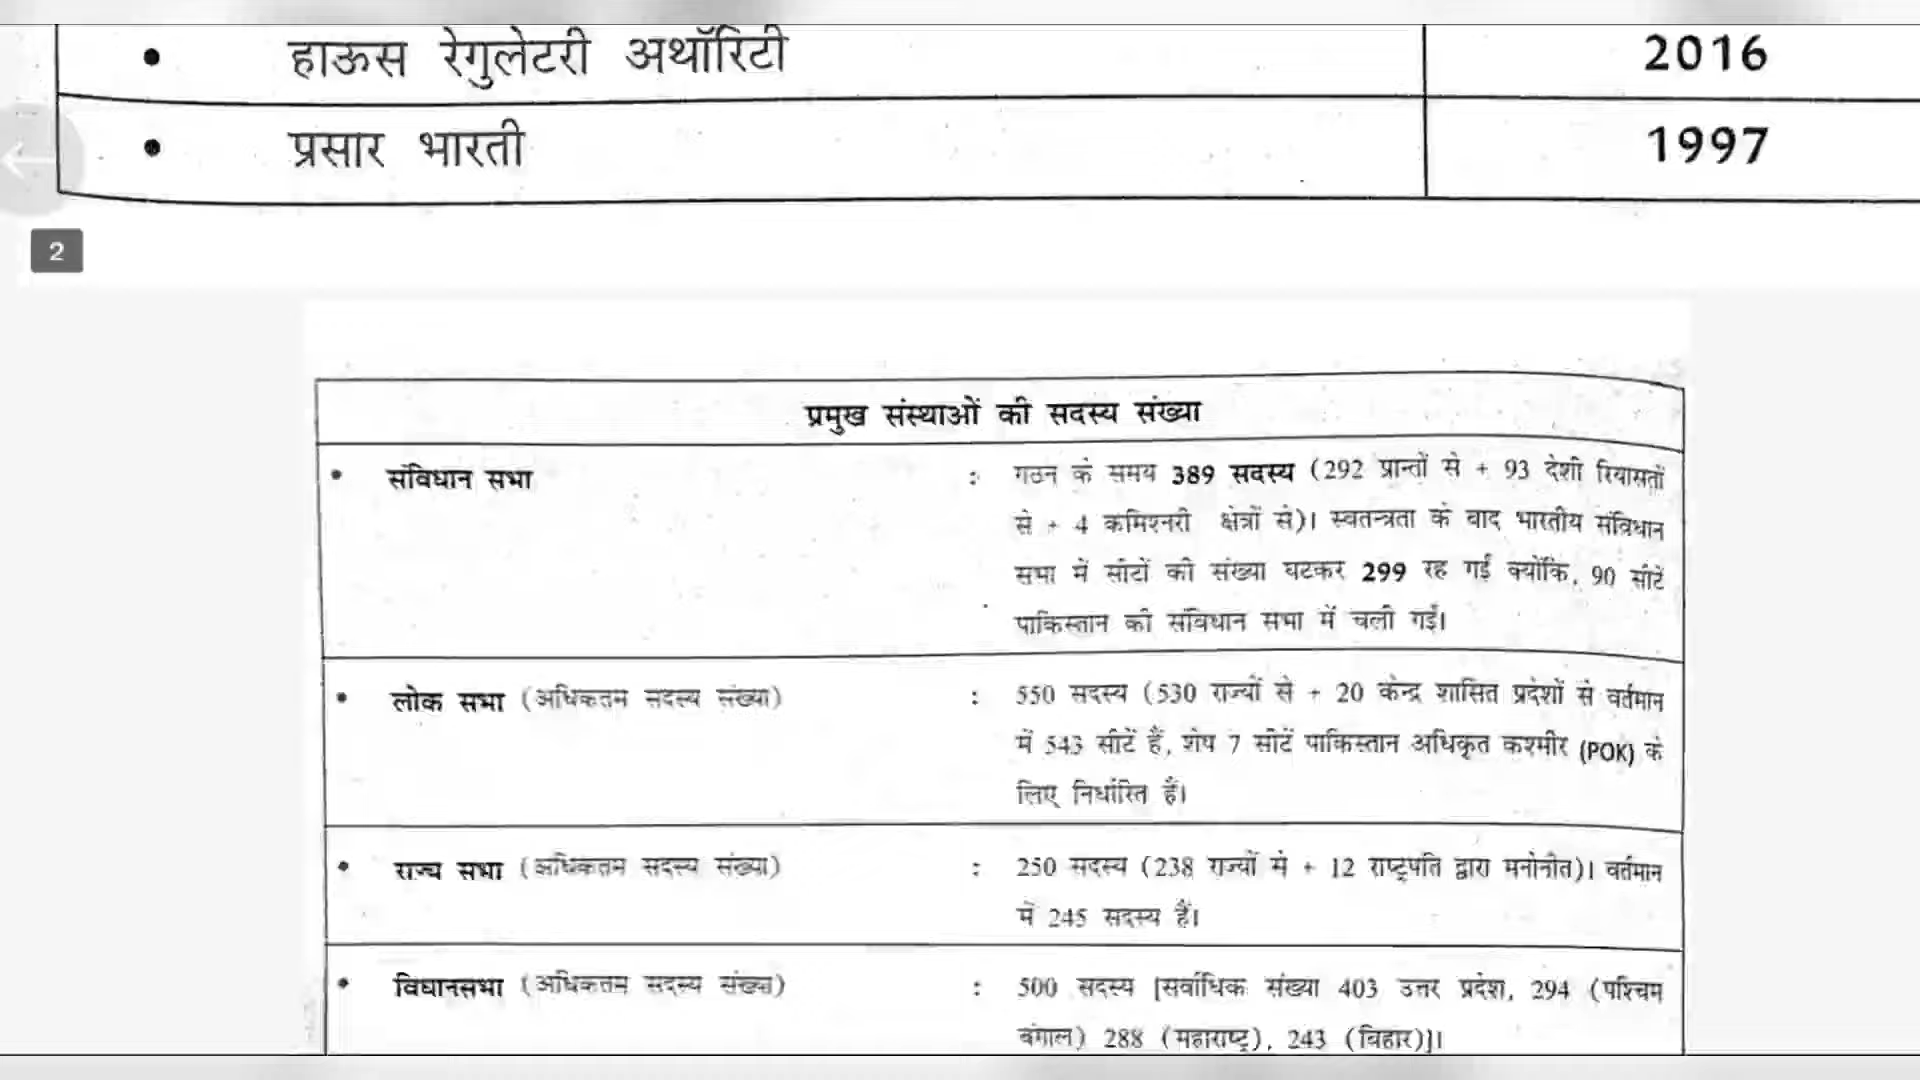 • हाऊस रेगुलेटरी अथॉरिटी 2016
• प्रसार भारती 1997
2
प्रमुख संस्थाओं की सदस्य संख्या
• संविधान सभा : गठन के समय 389 सदस्य (292 प्रान्तों से + 93 देशी रियासतों
से + 4 कमिश्नरी क्षेत्रों से)। स्वतन्त्रता के बाद भारतीय संविधान
सभा में सीटों की संख्या घटकर 299 रह गई क्योंकि, 90 सीटें
पाकिस्तान की संविधान सभा में चली गईं।
• लोक सभा (अधिकतम सदस्य संख्या) : 550 सदस्य (530 राज्यों से + 20 केन्द्र शासित प्रदेशों से वर्तमान
में 543 सीटें हैं, शेष 7 सीटें पाकिस्तान अधिकृत कश्मीर (POK) के
लिए निर्धारित हैं।
• राज्य सभा (अधिकतम सदस्य संख्या) : 250 सदस्य (238 राज्यों से + 12 राष्ट्रपति द्वारा मनोनीत)। वर्तमान
में 245 सदस्य हैं।
• विधानसभा (अधिकतम सदस्य संख्या) : 500 सदस्य [सर्वाधिक संख्या 403 उत्तर प्रदेश, 294 (पश्चिम
बंगाल) 288 (महाराष्ट्र), 243 (बिहार)]।